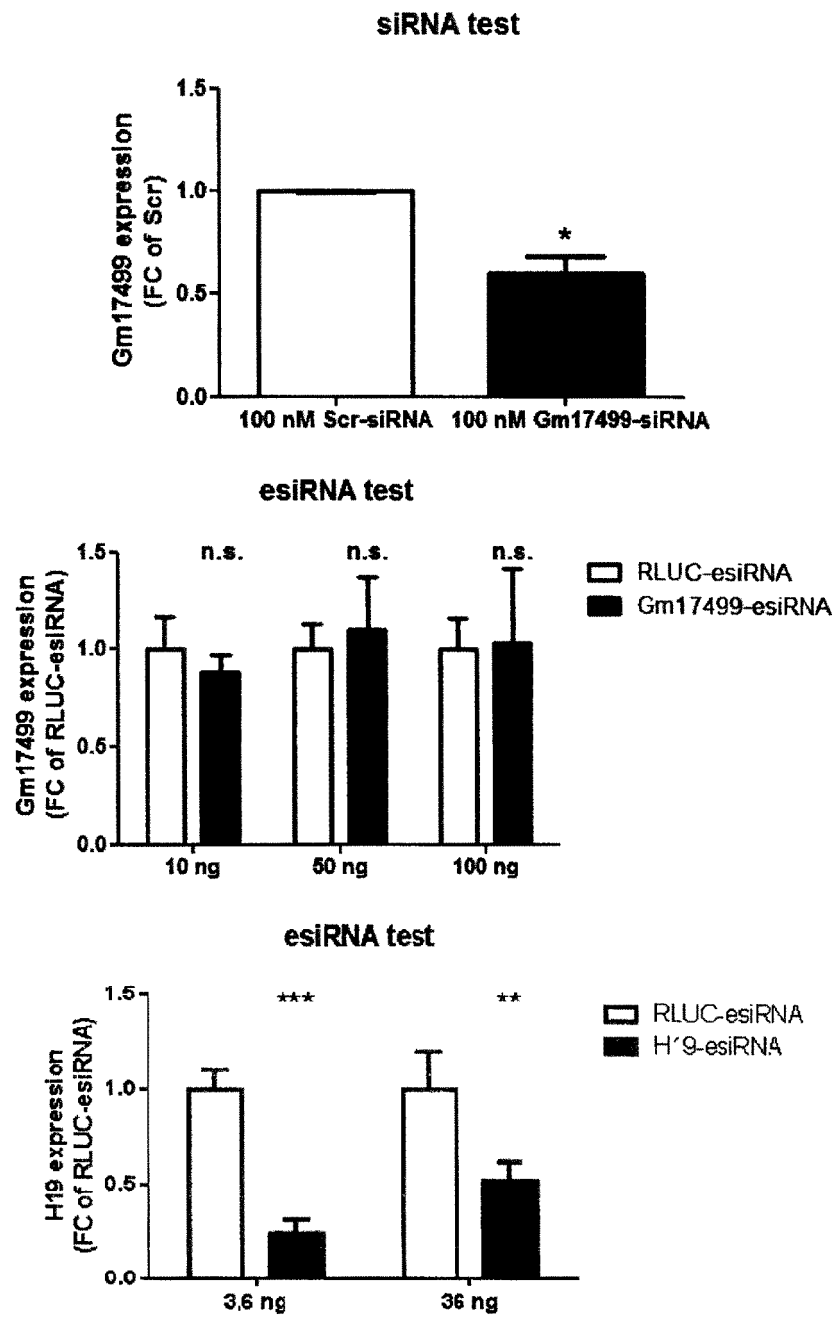 siRNA test
Gm17499 expression
(FC of Scr)
1.5
1.0
0.5
0.0
*
100 nM Scr-siRNA 100 nM Gm17499-siRNA
esiRNA test
Gm17499 expression
(FC of RLUC-esiRNA)
1.5
1.0
0.5
0.0
n.s. n.s. n.s.
RLUC-esiRNA
Gm17499-esiRNA
10 ng 50 ng 100 ng
esiRNA test
H19 expression
(FC of RLUC-esiRNA)
1.5
1.0
0.5
0.0
*** **
RLUC-esiRNA
H19-esiRNA
3,6 ng 36 ng